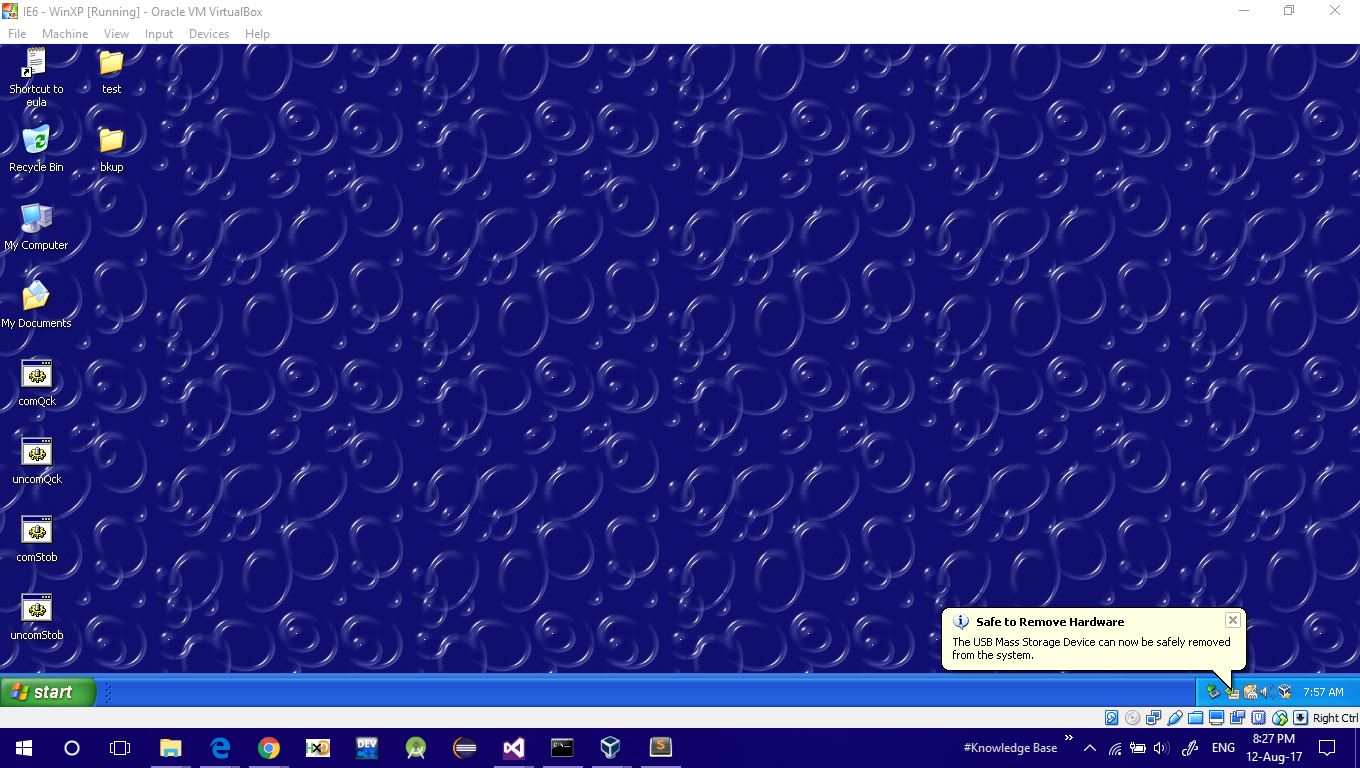 IE6 - WinXP [Running] - Oracle VM VirtualBox
File Machine View Input Devices Help
Shortcut to
eula
test
Recycle Bin
bkup
My Computer
My Documents
comQck
uncomQck
comStob
uncomStob
Safe to Remove Hardware
The USB Mass Storage Device can now be safely removed
from the system.
start
7:57 AM
Right Ctrl
DEV
C++
S
#Knowledge Base
ENG
8:27 PM
12-Aug-17